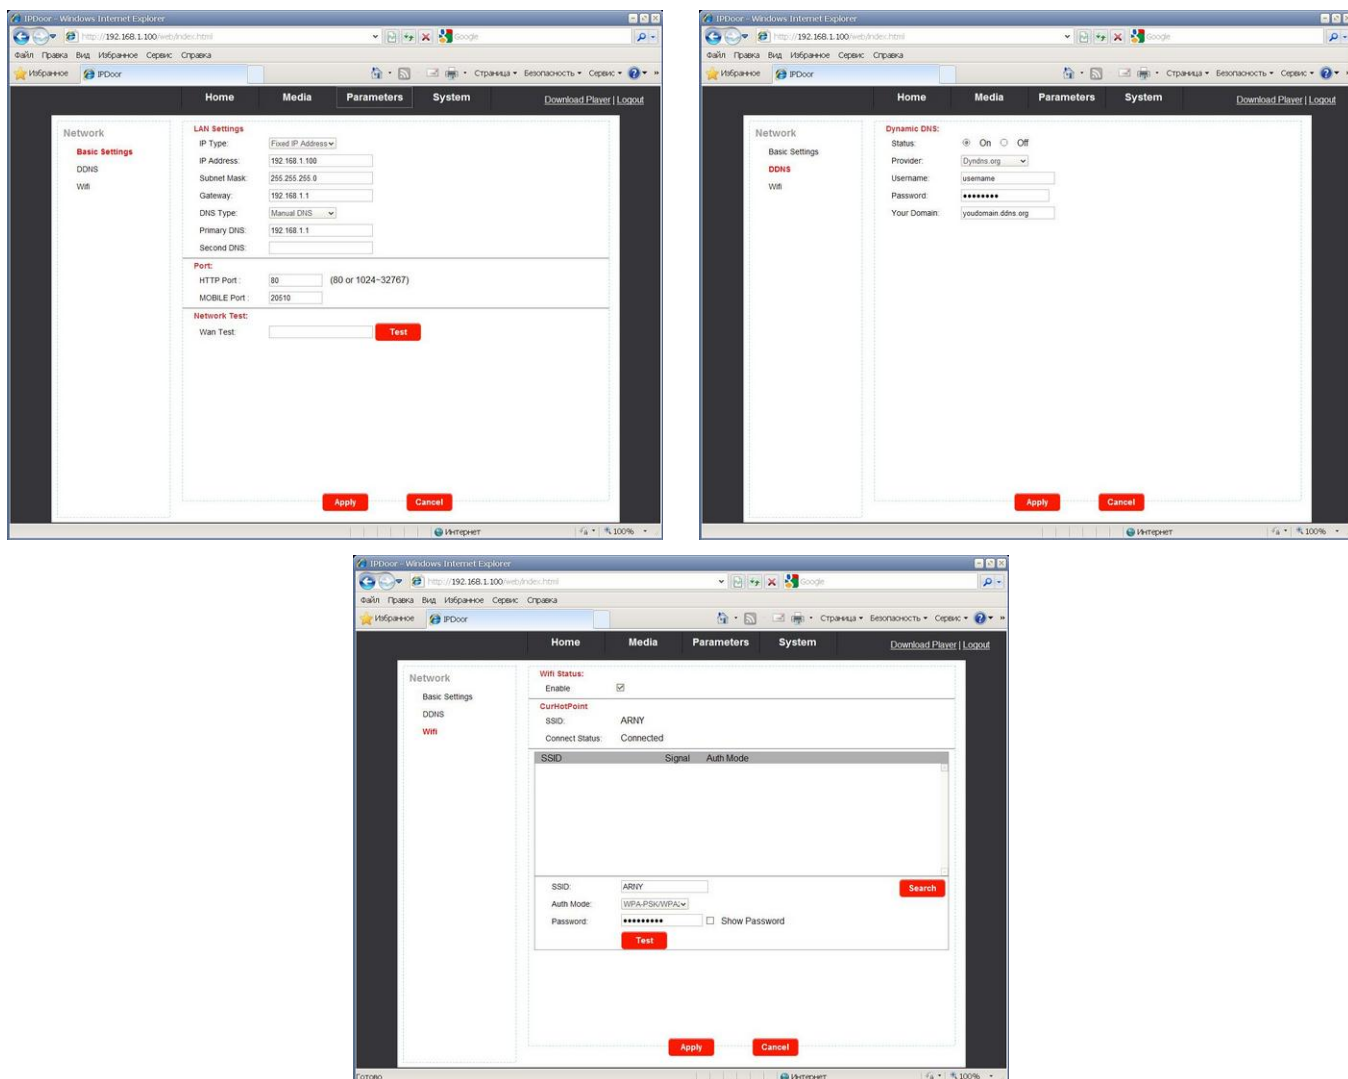 IPDoor - Windows Internet Explorer
http://192.168.1.100/web/index.html
Google
Файл Правка Вид Избранное Сервис Справка
Избранное IPDoor Страница Безопасность Сервис »
Home Media Parameters System Download Player | Logout
Network
Basic Settings
DDNS
Wifi
LAN Settings
IP Type: Fixed IP Address
IP Address: 192.168.1.100
Subnet Mask: 255.255.255.0
Gateway: 192.168.1.1
DNS Type: Manual DNS
Primary DNS: 192.168.1.1
Second DNS:
Port:
HTTP Port : 80 (80 or 1024~32767)
MOBILE Port : 20510
Network Test:
Wan Test: Test
Apply Cancel
Интернет 100%
IPDoor - Windows Internet Explorer
http://192.168.1.100/web/index.html
Google
Файл Правка Вид Избранное Сервис Справка
Избранное IPDoor Страница Безопасность Сервис
Home Media Parameters System Download Player | Logout
Network
Basic Settings
DDNS
Wifi
Dynamic DNS:
Status: On Off
Provider: Dyndns.org
Username: username
Password: ••••••••
Your Domain: youdomain.ddns.org
Apply Cancel
Интернет 100%
IPDoor - Windows Internet Explorer
http://192.168.1.100/web/index.html
Google
Файл Правка Вид Избранное Сервис Справка
Избранное IPDoor Страница Безопасность Сервис »
Home Media Parameters System Download Player | Logout
Network
Basic Settings
DDNS
Wifi
Wifi Status:
Enable
CurHotPoint
SSID: ARNY
Connect Status: Connected
SSID Signal Auth Mode
SSID: ARNY Search
Auth Mode: WPA-PSK/WPA2
Password: ••••••••• Show Password
Test
Apply Cancel
Готово Интернет 100%